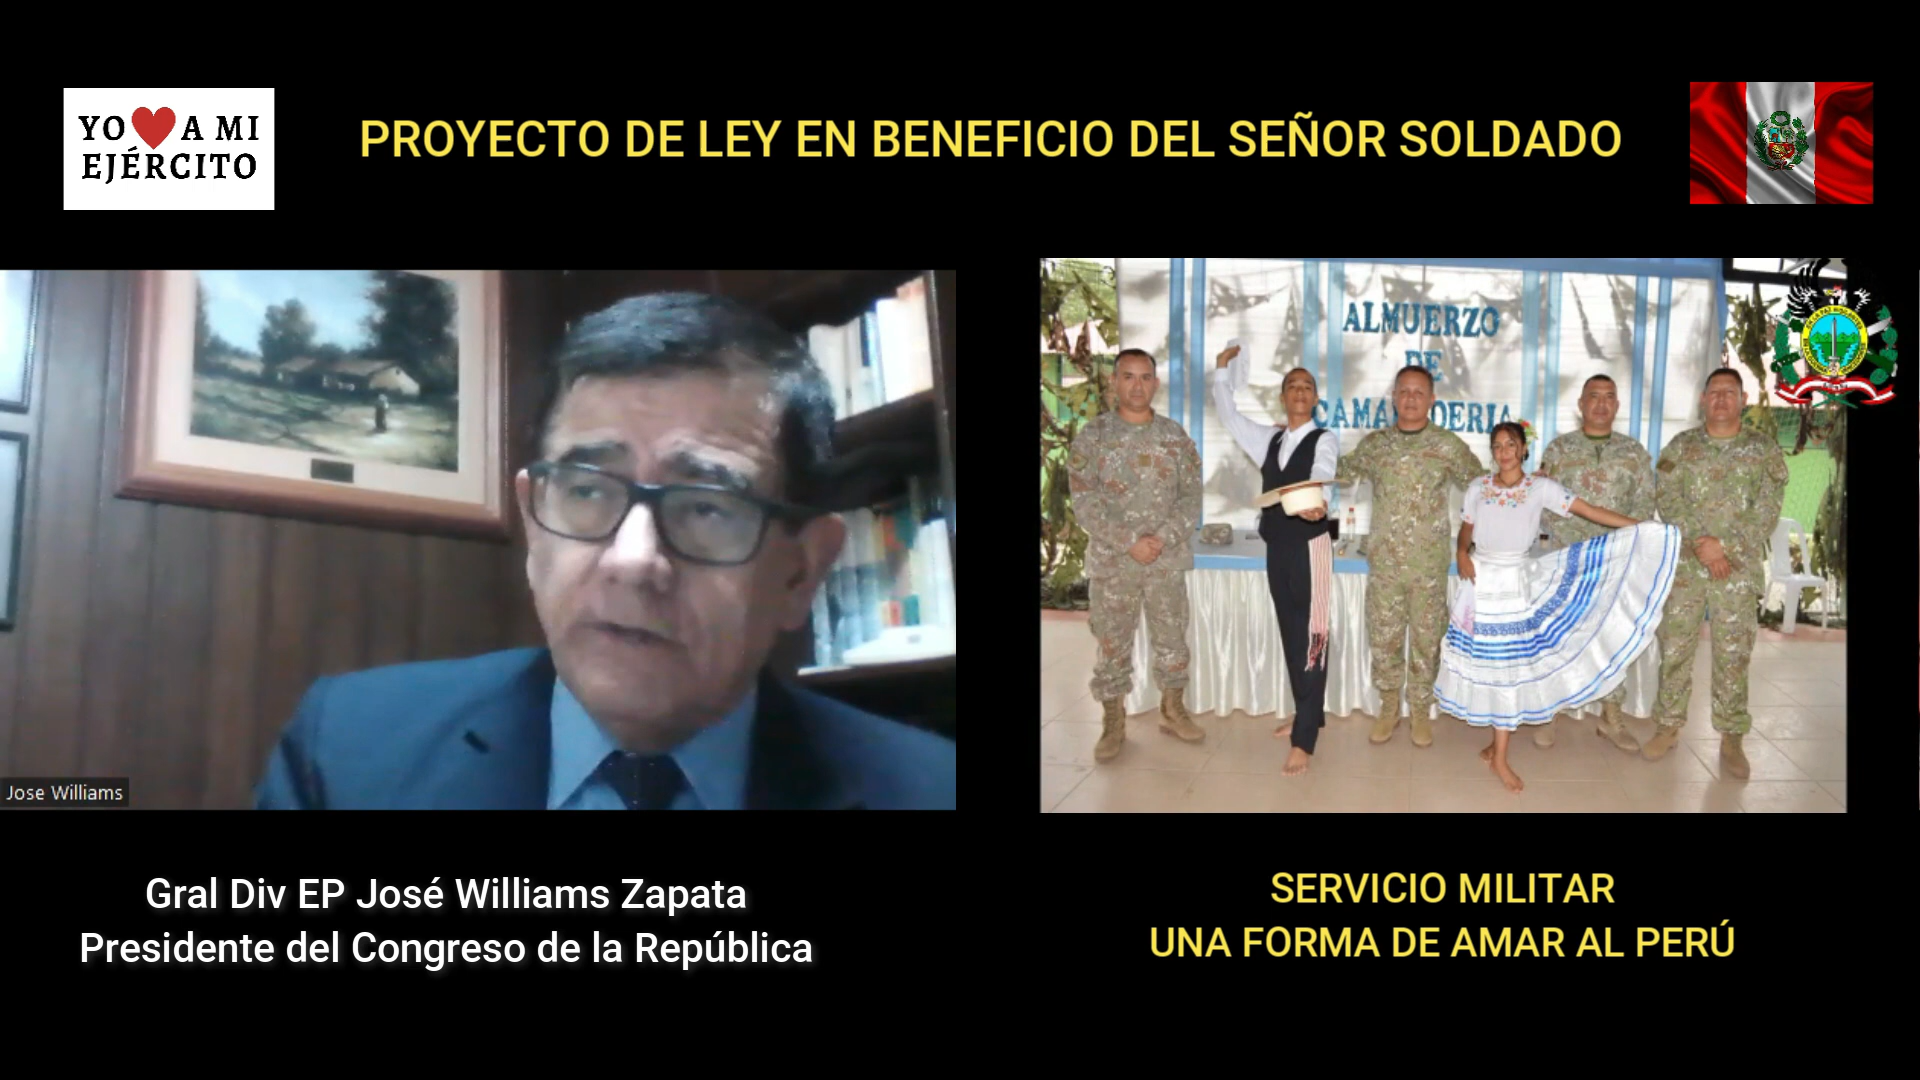 YO A MI
EJÉRCITO
PROYECTO DE LEY EN BENEFICIO DEL SEÑOR SOLDADO
ALMUERZO
DE
Jose Williams
Gral Div EP José Williams Zapata
Presidente del Congreso de la República
SERVICIO MILITAR
UNA FORMA DE AMAR AL PERÚ